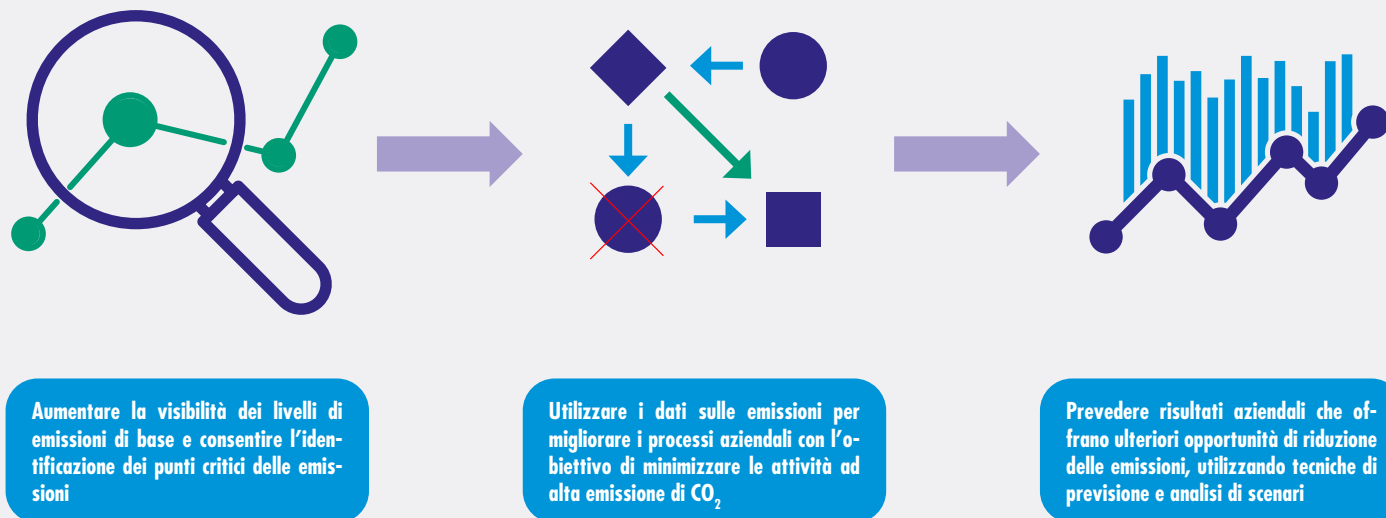 Aumentare la visibilità dei livelli di
emissioni di base e consentire l'iden-
tificazione dei punti critici delle emis-
sioni
Utilizzare i dati sulle emissioni per
migliorare i processi aziendali con l'o-
biettivo di minimizzare le attività ad
alta emissione di CO₂
Prevedere risultati aziendali che of-
frano ulteriori opportunità di riduzione
delle emissioni, utilizzando tecniche di
previsione e analisi di scenari